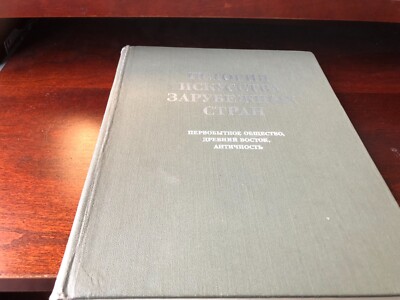 ИСТОРИЯ
ИСКУССТВА
ЗАРУБЕЖНЫХ
СТРАН
ПЕРВОБЫТНОЕ ОБЩЕСТВО,
ДРЕВНИЙ ВОСТОК,
АНТИЧНОСТЬ